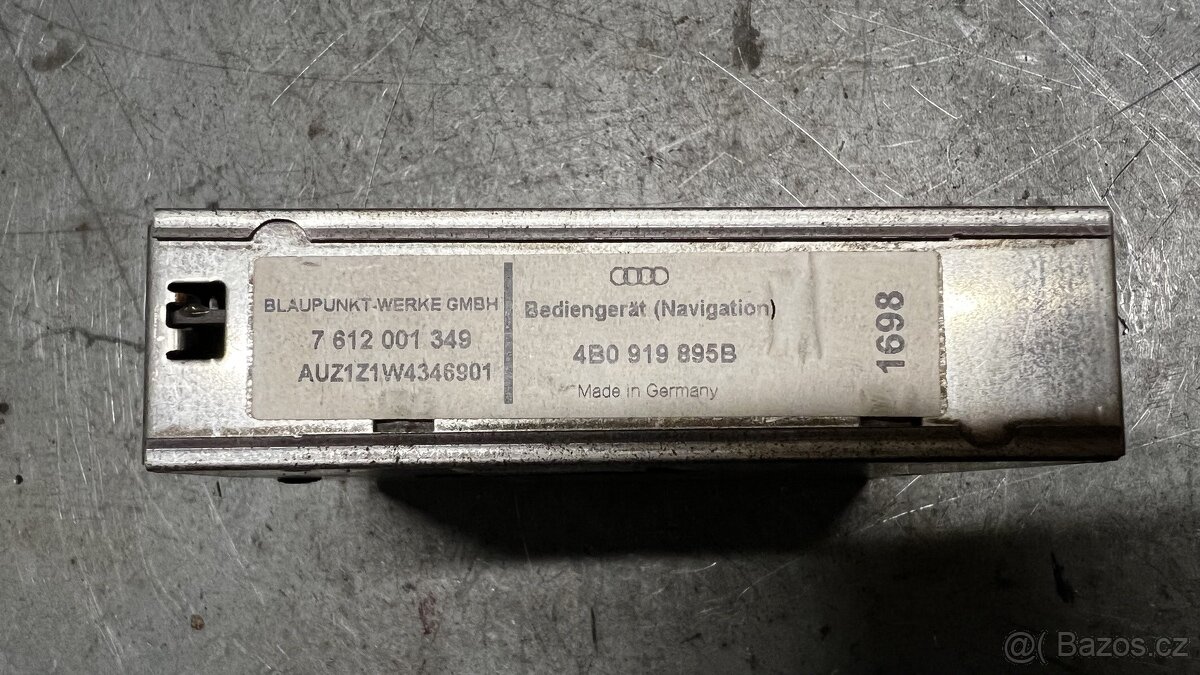 BLAUPUNKT-WERKE GMBH
7 612 001 349
AUZ1Z1W4346901
Bediengerät (Navigation)
4B0 919 895B
Made in Germany
1698
@( Bazos.cz